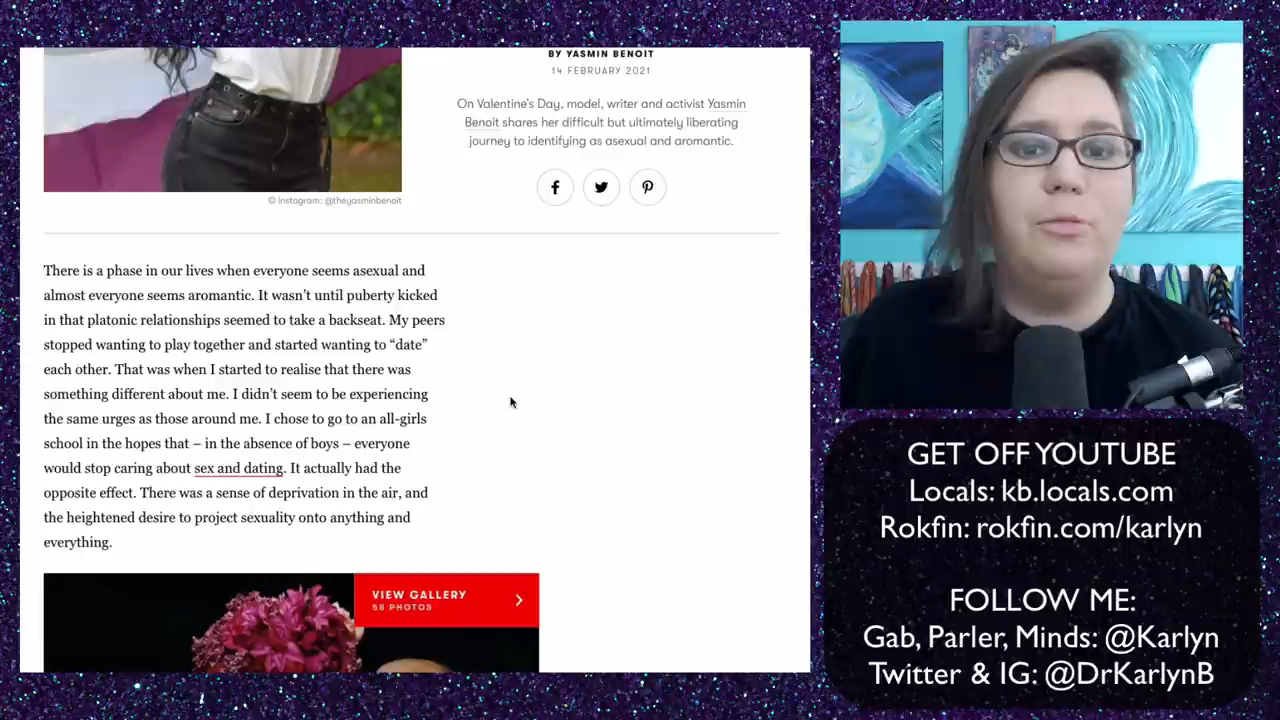 BY YASMIN BENOIT
14 FEBRUARY 2021
On Valentine's Day, model, writer and activist Yasmin
Benoit shares her difficult but ultimately liberating
journey to identifying as asexual and aromantic.
© Instagram: @theyasminbenoit
There is a phase in our lives when everyone seems asexual and
almost everyone seems aromantic. It wasn't until puberty kicked
in that platonic relationships seemed to take a backseat. My peers
stopped wanting to play together and started wanting to “date”
each other. That was when I started to realise that there was
something different about me. I didn't seem to be experiencing
the same urges as those around me. I chose to go to an all-girls
school in the hopes that – in the absence of boys – everyone
would stop caring about sex and dating. It actually had the
opposite effect. There was a sense of deprivation in the air, and
the heightened desire to project sexuality onto anything and
everything.
VIEW GALLERY
58 PHOTOS
GET OFF YOUTUBE
Locals: kb.locals.com
Rokfin: rokfin.com/karlyn
FOLLOW ME:
Gab, Parler, Minds: @Karlyn
Twitter & IG: @DrKarlynB